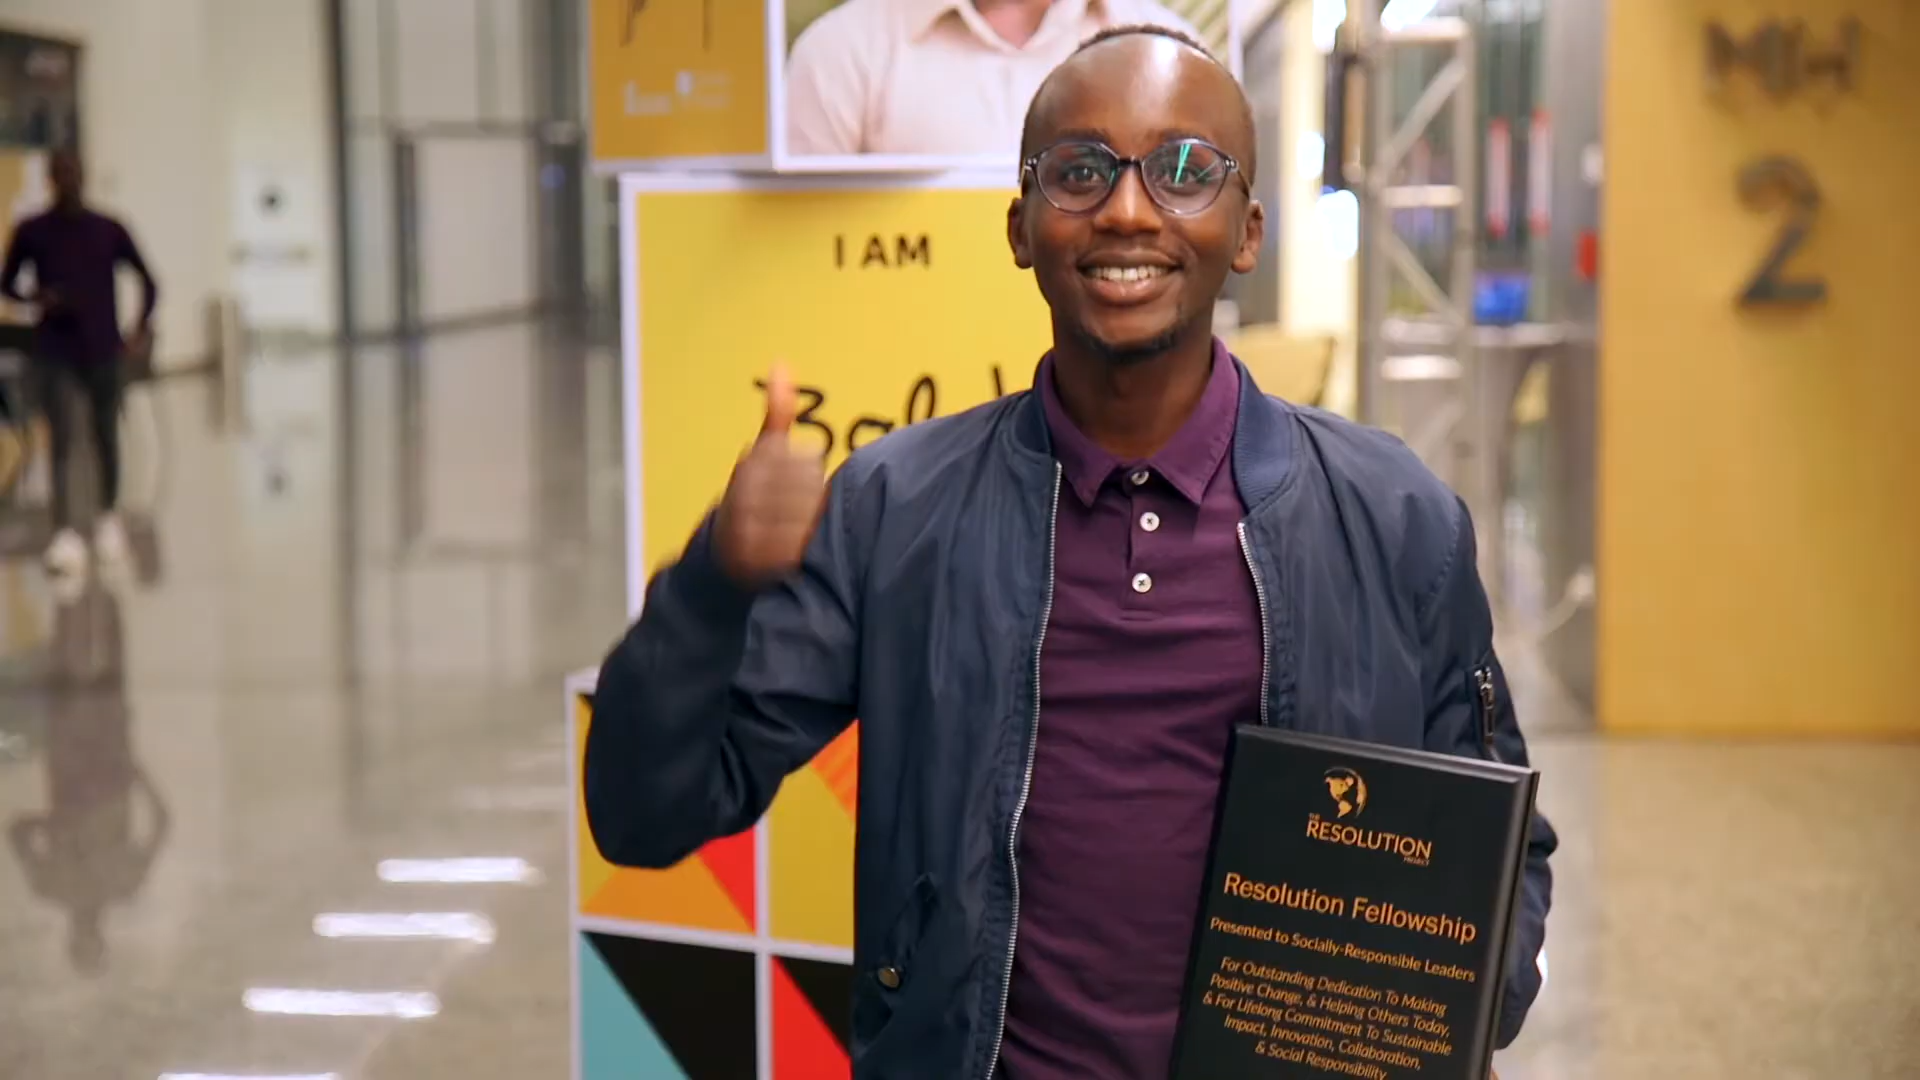 I AM
MH
2
THE
RESOLUTION
PROJECT
Resolution Fellowship
Presented to Socially-Responsible Leaders
For Outstanding Dedication To Making
Positive Change, & Helping Others Today,
& For Lifelong Commitment To Sustainable
Impact, Innovation, Collaboration,
& Social Responsibility